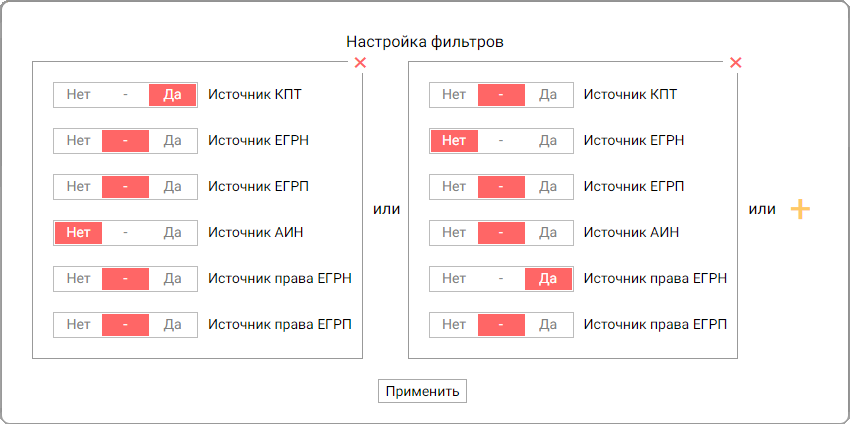 Настройка фильтров
Нет - Да Источник КПТ
Нет - Да Источник ЕГРН
Нет - Да Источник ЕГРП
Нет - Да Источник АИН
Нет - Да Источник права ЕГРН
Нет - Да Источник права ЕГРП
или
Нет - Да Источник КПТ
Нет - Да Источник ЕГРН
Нет - Да Источник ЕГРП
Нет - Да Источник АИН
Нет - Да Источник права ЕГРН
Нет - Да Источник права ЕГРП
или +
Применить